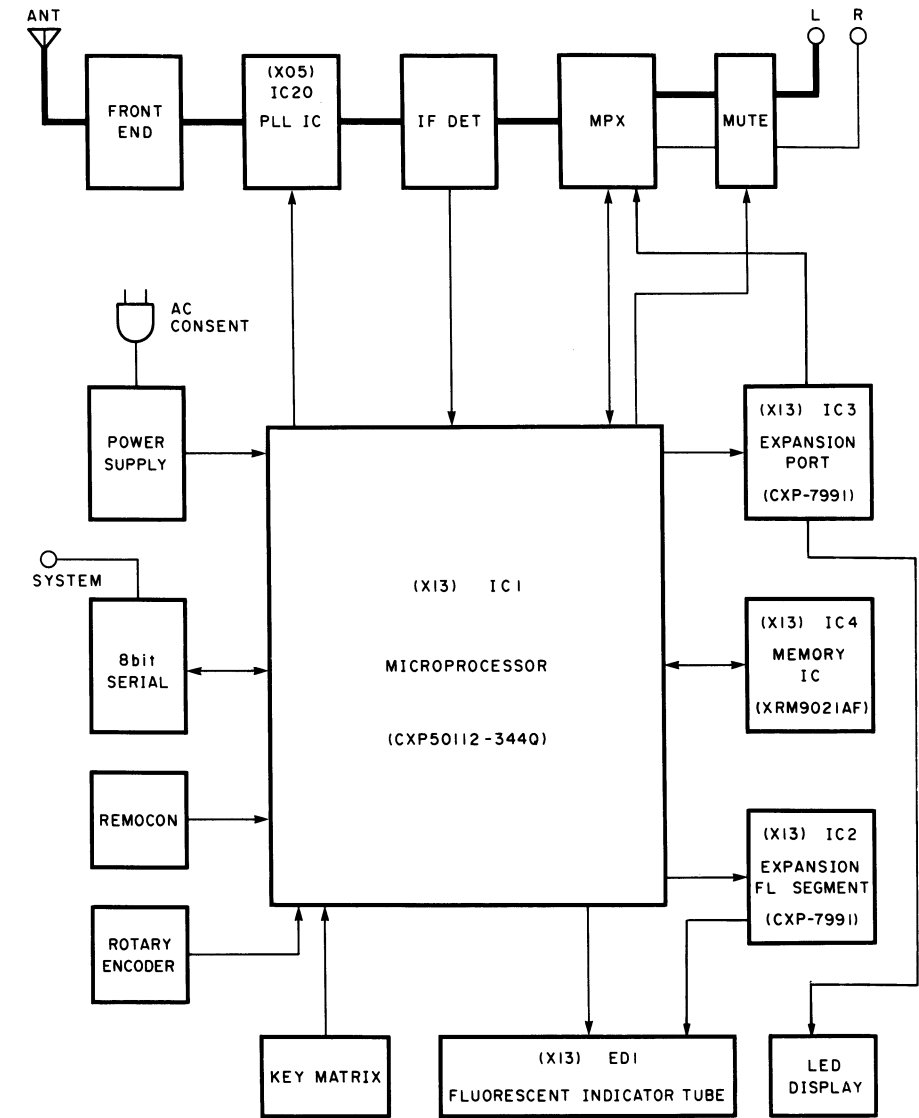 ANT
L
R
FRONT
END
(X05)
IC20
PLL IC
IF DET
MPX
MUTE
AC
CONSENT
POWER
SUPPLY
(X13) IC3
EXPANSION
PORT
(CXP-7991)
SYSTEM
8bit
SERIAL
(X13) IC1
MICROPROCESSOR
(CXP50112-344Q)
(X13) IC4
MEMORY
IC
(XRM9021AF)
REMOCON
(X13) IC2
EXPANSION
FL SEGMENT
(CXP-7991)
ROTARY
ENCODER
KEY MATRIX
(X13) ED1
FLUORESCENT INDICATOR TUBE
LED
DISPLAY